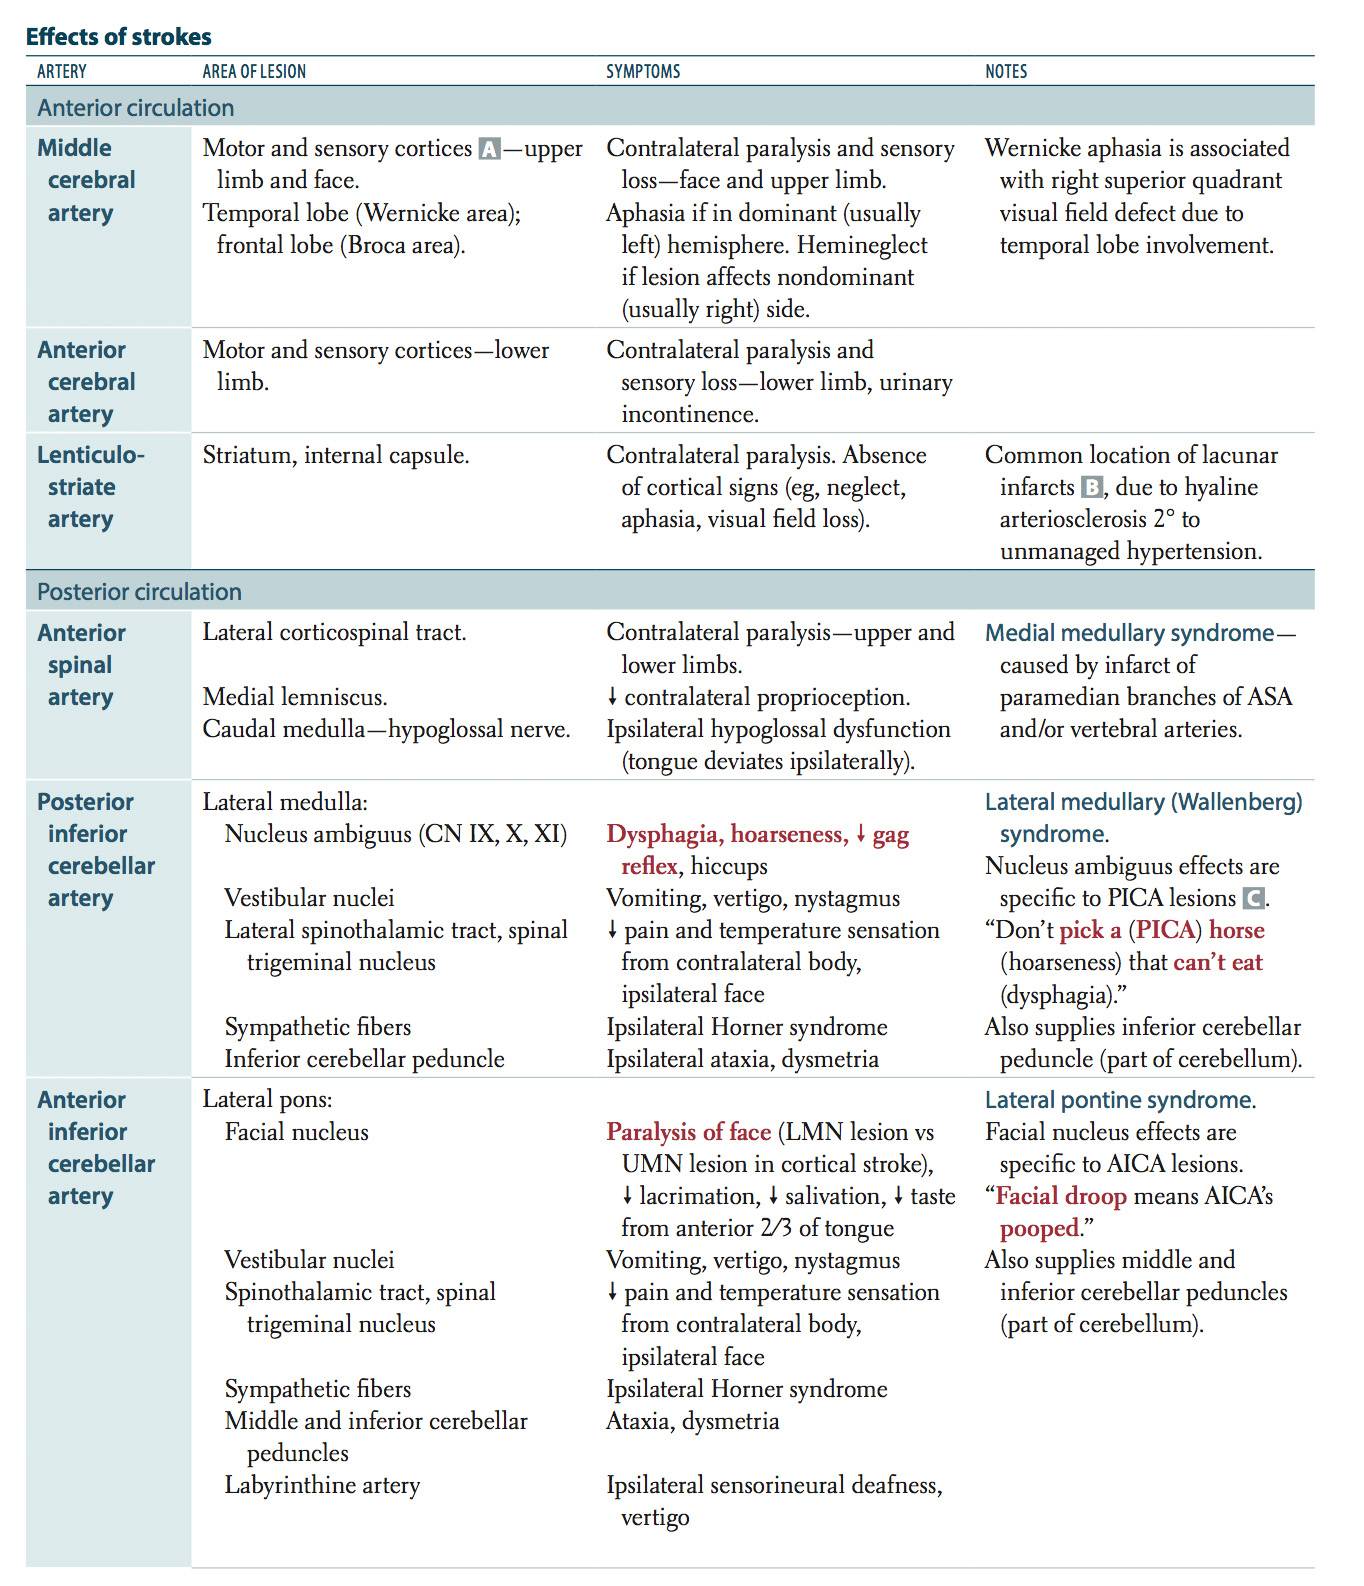 Effects of strokes
ARTERY AREA OF LESION SYMPTOMS NOTES
Anterior circulation
Middle
cerebral
artery
Motor and sensory cortices A—upper
limb and face.
Temporal lobe (Wernicke area);
frontal lobe (Broca area).
Contralateral paralysis and sensory
loss—face and upper limb.
Aphasia if in dominant (usually
left) hemisphere. Hemineglect
if lesion affects nondominant
(usually right) side.
Wernicke aphasia is associated
with right superior quadrant
visual field defect due to
temporal lobe involvement.
Anterior
cerebral
artery
Motor and sensory cortices—lower
limb.
Contralateral paralysis and
sensory loss—lower limb, urinary
incontinence.
Lenticulo-
striate
artery
Striatum, internal capsule.
Contralateral paralysis. Absence
of cortical signs (eg, neglect,
aphasia, visual field loss).
Common location of lacunar
infarcts B, due to hyaline
arteriosclerosis 2° to
unmanaged hypertension.
Posterior circulation
Anterior
spinal
artery
Lateral corticospinal tract.
Medial lemniscus.
Caudal medulla—hypoglossal nerve.
Contralateral paralysis—upper and
lower limbs.
↓ contralateral proprioception.
Ipsilateral hypoglossal dysfunction
(tongue deviates ipsilaterally).
Medial medullary syndrome—
caused by infarct of
paramedian branches of ASA
and/or vertebral arteries.
Posterior
inferior
cerebellar
artery
Lateral medulla:
Nucleus ambiguus (CN IX, X, XI)
Vestibular nuclei
Lateral spinothalamic tract, spinal
trigeminal nucleus
Sympathetic fibers
Inferior cerebellar peduncle
Dysphagia, hoarseness, ↓ gag
reflex, hiccups
Vomiting, vertigo, nystagmus
↓ pain and temperature sensation
from contralateral body,
ipsilateral face
Ipsilateral Horner syndrome
Ipsilateral ataxia, dysmetria
Lateral medullary (Wallenberg)
syndrome.
Nucleus ambiguus effects are
specific to PICA lesions C.
“Don’t pick a (PICA) horse
(hoarseness) that can’t eat
(dysphagia).”
Also supplies inferior cerebellar
peduncle (part of cerebellum).
Anterior
inferior
cerebellar
artery
Lateral pons:
Facial nucleus
Vestibular nuclei
Spinothalamic tract, spinal
trigeminal nucleus
Sympathetic fibers
Middle and inferior cerebellar
peduncles
Labyrinthine artery
Paralysis of face (LMN lesion vs
UMN lesion in cortical stroke),
↓ lacrimation, ↓ salivation, ↓ taste
from anterior 2/3 of tongue
Vomiting, vertigo, nystagmus
↓ pain and temperature sensation
from contralateral body,
ipsilateral face
Ipsilateral Horner syndrome
Ataxia, dysmetria
Ipsilateral sensorineural deafness,
vertigo
Lateral pontine syndrome.
Facial nucleus effects are
specific to AICA lesions.
“Facial droop means AICA’s
pooped.”
Also supplies middle and
inferior cerebellar peduncles
(part of cerebellum).